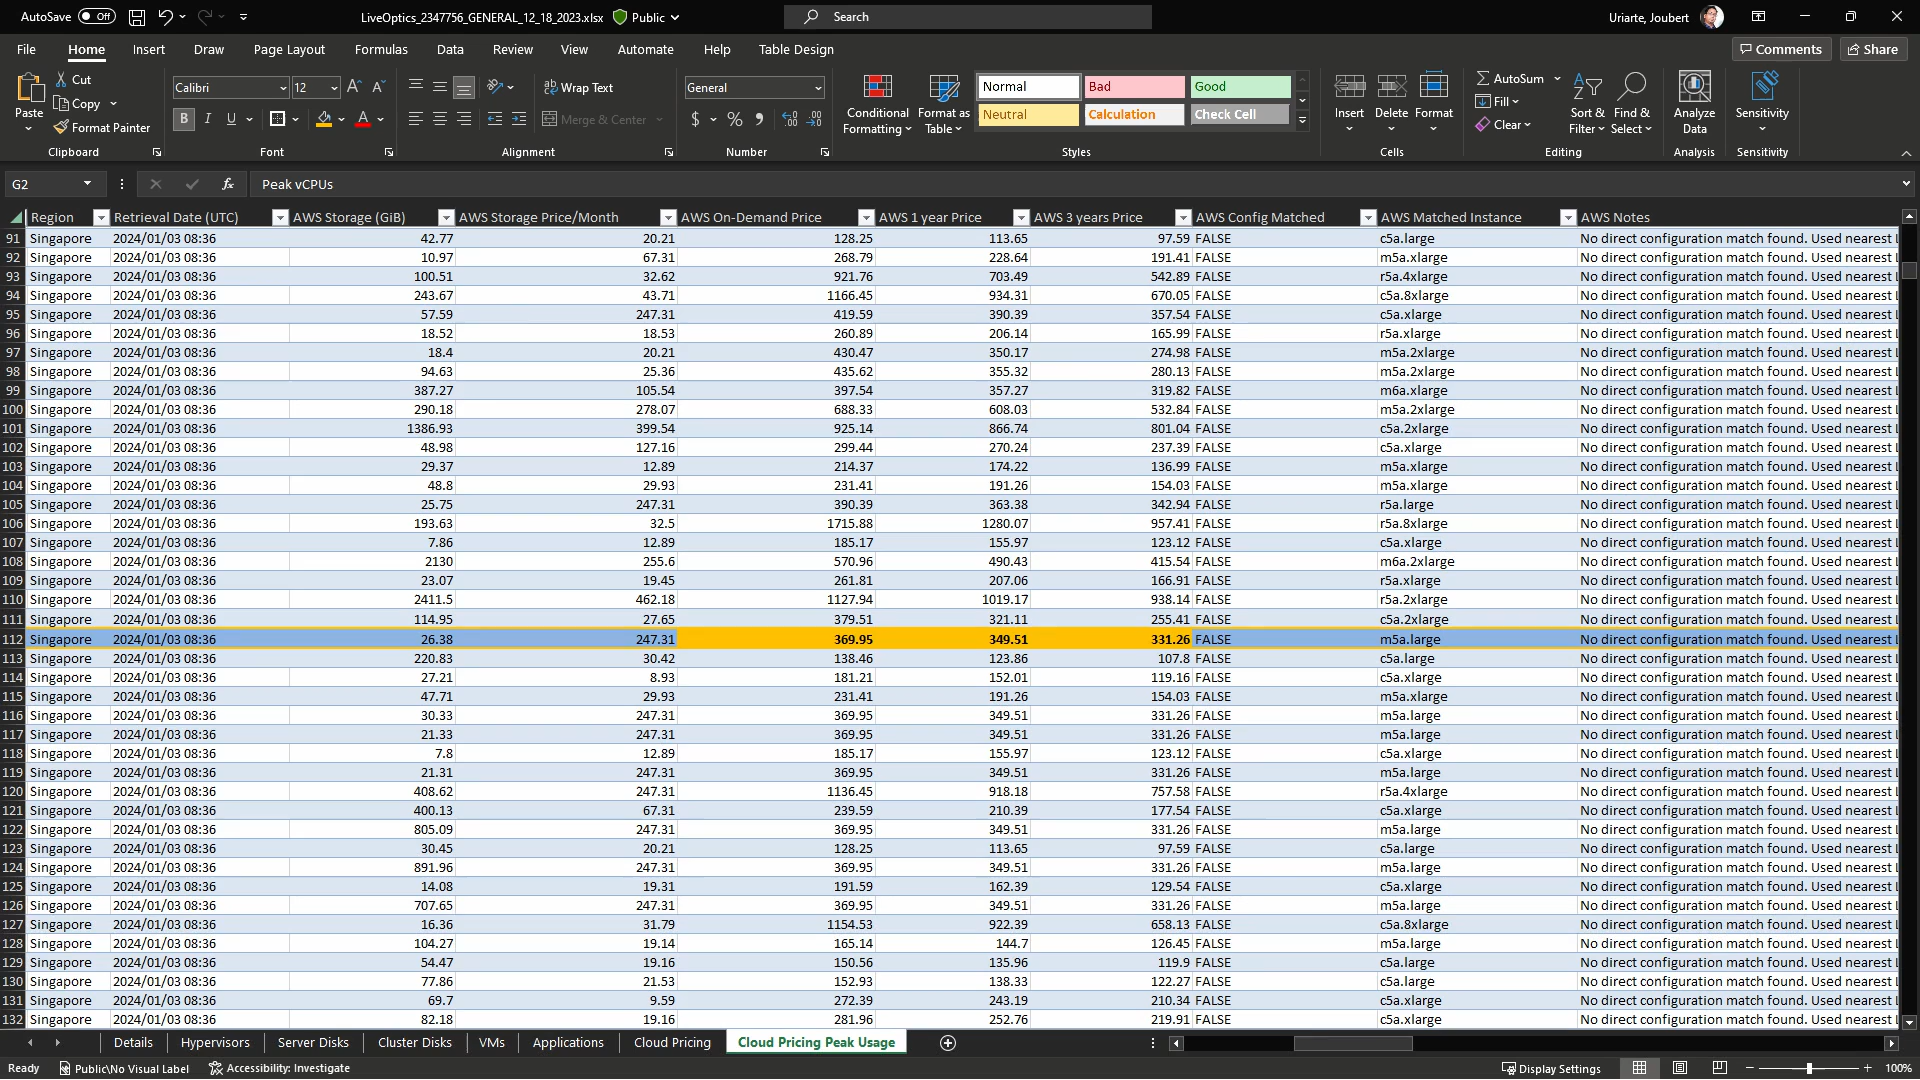 AutoSave Off LiveOptics_2347756_GENERAL_12_18_2023.xlsx Public Search Uriarte, Joubert
File Home Insert Draw Page Layout Formulas Data Review View Automate Help Table Design Comments Share
Paste Cut Copy Format Painter Clipboard
Calibri 12 B I U Font
Wrap Text Merge & Center Alignment
General $ % Number
Conditional Formatting Format as Table Normal Bad Good Neutral Calculation Check Cell Styles
Insert Delete Format Cells
AutoSum Fill Clear Sort & Filter Find & Select Editing
Analyze Data Analysis
Sensitivity Sensitivity
G2 fx Peak vCPUs
Region Retrieval Date (UTC) AWS Storage (GiB) AWS Storage Price/Month AWS On-Demand Price AWS 1 year Price AWS 3 years Price AWS Config Matched AWS Matched Instance AWS Notes
91 Singapore 2024/01/03 08:36 42.77 20.21 128.25 113.65 97.59 FALSE c5a.large No direct configuration match found. Used nearest
92 Singapore 2024/01/03 08:36 10.97 67.31 268.79 228.64 191.41 FALSE m5a.xlarge No direct configuration match found. Used nearest
93 Singapore 2024/01/03 08:36 100.51 32.62 921.76 703.49 542.89 FALSE r5a.4xlarge No direct configuration match found. Used nearest
94 Singapore 2024/01/03 08:36 243.67 43.71 1166.45 934.31 670.05 FALSE c5a.8xlarge No direct configuration match found. Used nearest
95 Singapore 2024/01/03 08:36 57.59 247.31 419.59 390.39 357.54 FALSE c5a.xlarge No direct configuration match found. Used nearest
96 Singapore 2024/01/03 08:36 18.52 18.53 260.89 206.14 165.99 FALSE r5a.xlarge No direct configuration match found. Used nearest
97 Singapore 2024/01/03 08:36 18.4 20.21 430.47 350.17 274.98 FALSE m5a.2xlarge No direct configuration match found. Used nearest
98 Singapore 2024/01/03 08:36 94.63 25.36 435.62 355.32 280.13 FALSE m5a.2xlarge No direct configuration match found. Used nearest
99 Singapore 2024/01/03 08:36 387.27 105.54 397.54 357.27 319.82 FALSE m6a.xlarge No direct configuration match found. Used nearest
100 Singapore 2024/01/03 08:36 290.18 278.07 688.33 608.03 532.84 FALSE m5a.2xlarge No direct configuration match found. Used nearest
101 Singapore 2024/01/03 08:36 1386.93 399.54 925.14 866.74 801.04 FALSE c5a.2xlarge No direct configuration match found. Used nearest
102 Singapore 2024/01/03 08:36 48.98 127.16 299.44 270.24 237.39 FALSE c5a.xlarge No direct configuration match found. Used nearest
103 Singapore 2024/01/03 08:36 29.37 12.89 214.37 174.22 136.99 FALSE m5a.xlarge No direct configuration match found. Used nearest
104 Singapore 2024/01/03 08:36 48.8 29.93 231.41 191.26 154.03 FALSE m5a.xlarge No direct configuration match found. Used nearest
105 Singapore 2024/01/03 08:36 25.75 247.31 390.39 363.38 342.94 FALSE r5a.large No direct configuration match found. Used nearest
106 Singapore 2024/01/03 08:36 193.63 32.5 1715.88 1280.07 957.41 FALSE r5a.8xlarge No direct configuration match found. Used nearest
107 Singapore 2024/01/03 08:36 7.86 12.89 185.17 155.97 123.12 FALSE c5a.xlarge No direct configuration match found. Used nearest
108 Singapore 2024/01/03 08:36 2130 255.6 570.96 490.43 415.54 FALSE m6a.2xlarge No direct configuration match found. Used nearest
109 Singapore 2024/01/03 08:36 23.07 19.45 261.81 207.06 166.91 FALSE r5a.xlarge No direct configuration match found. Used nearest
110 Singapore 2024/01/03 08:36 2411.5 462.18 1127.94 1019.17 938.14 FALSE r5a.2xlarge No direct configuration match found. Used nearest
111 Singapore 2024/01/03 08:36 114.95 27.65 379.51 321.11 255.41 FALSE c5a.2xlarge No direct configuration match found. Used nearest
112 Singapore 2024/01/03 08:36 26.38 247.31 369.95 349.51 331.26 FALSE m5a.large No direct configuration match found. Used nearest
113 Singapore 2024/01/03 08:36 220.83 30.42 138.46 123.86 107.8 FALSE c5a.large No direct configuration match found. Used nearest
114 Singapore 2024/01/03 08:36 27.21 8.93 181.21 152.01 119.16 FALSE c5a.xlarge No direct configuration match found. Used nearest
115 Singapore 2024/01/03 08:36 47.71 29.93 231.41 191.26 154.03 FALSE m5a.xlarge No direct configuration match found. Used nearest
116 Singapore 2024/01/03 08:36 30.33 247.31 369.95 349.51 331.26 FALSE m5a.large No direct configuration match found. Used nearest
117 Singapore 2024/01/03 08:36 21.33 247.31 369.95 349.51 331.26 FALSE m5a.large No direct configuration match found. Used nearest
118 Singapore 2024/01/03 08:36 7.8 12.89 185.17 155.97 123.12 FALSE c5a.xlarge No direct configuration match found. Used nearest
119 Singapore 2024/01/03 08:36 21.31 247.31 369.95 349.51 331.26 FALSE m5a.large No direct configuration match found. Used nearest
120 Singapore 2024/01/03 08:36 408.62 247.31 1136.45 918.18 757.58 FALSE r5a.4xlarge No direct configuration match found. Used nearest
121 Singapore 2024/01/03 08:36 400.13 67.31 239.59 210.39 177.54 FALSE c5a.xlarge No direct configuration match found. Used nearest
122 Singapore 2024/01/03 08:36 805.09 247.31 369.95 349.51 331.26 FALSE m5a.large No direct configuration match found. Used nearest
123 Singapore 2024/01/03 08:36 30.45 20.21 128.25 113.65 97.59 FALSE c5a.large No direct configuration match found. Used nearest
124 Singapore 2024/01/03 08:36 891.96 247.31 369.95 349.51 331.26 FALSE m5a.large No direct configuration match found. Used nearest
125 Singapore 2024/01/03 08:36 14.08 19.31 191.59 162.39 129.54 FALSE c5a.xlarge No direct configuration match found. Used nearest
126 Singapore 2024/01/03 08:36 707.65 247.31 369.95 349.51 331.26 FALSE m5a.large No direct configuration match found. Used nearest
127 Singapore 2024/01/03 08:36 16.36 31.79 1154.53 922.39 658.13 FALSE c5a.8xlarge No direct configuration match found. Used nearest
128 Singapore 2024/01/03 08:36 104.27 19.14 165.14 144.7 126.45 FALSE m5a.large No direct configuration match found. Used nearest
129 Singapore 2024/01/03 08:36 54.47 19.16 150.56 135.96 119.9 FALSE c5a.large No direct configuration match found. Used nearest
130 Singapore 2024/01/03 08:36 77.86 21.53 152.93 138.33 122.27 FALSE c5a.large No direct configuration match found. Used nearest
131 Singapore 2024/01/03 08:36 69.7 9.59 272.39 243.19 210.34 FALSE c5a.xlarge No direct configuration match found. Used nearest
132 Singapore 2024/01/03 08:36 82.18 19.16 281.96 252.76 219.91 FALSE c5a.xlarge No direct configuration match found. Used nearest
Details Hypervisors Server Disks Cluster Disks VMs Applications Cloud Pricing Cloud Pricing Peak Usage
Ready Public\No Visual Label Accessibility: Investigate Display Settings 100%